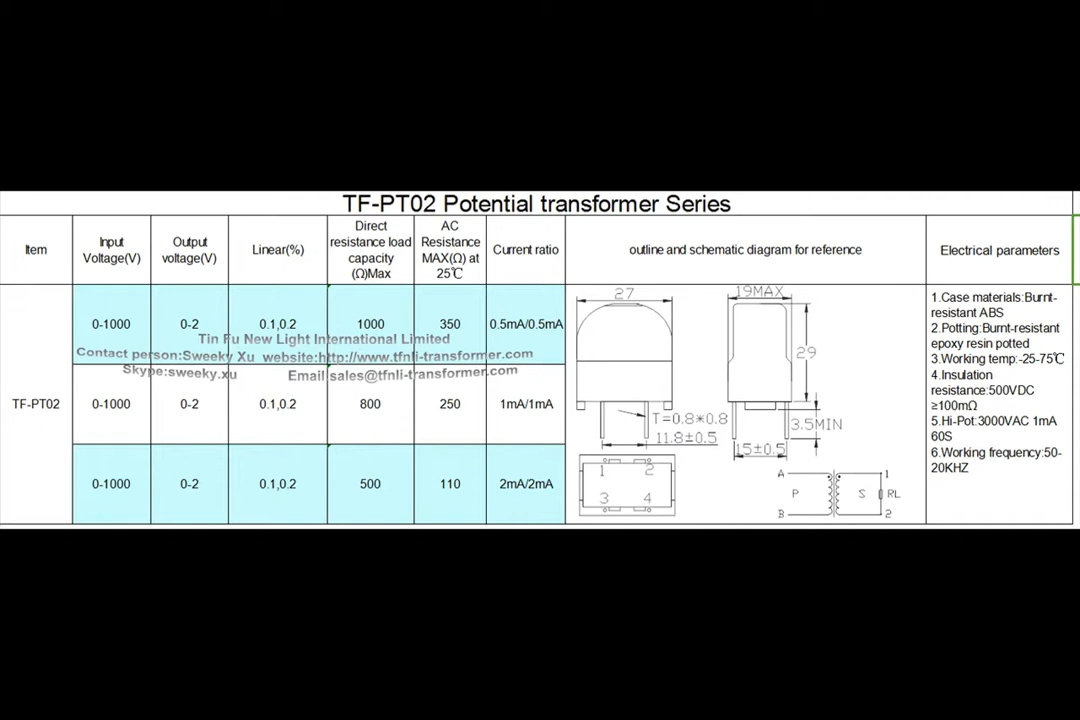 TF-PT02 Potential transformer Series
Item
Input
Voltage(V)
Output
voltage(V)
Linear(%)
Direct
resistance load
capacity
(Ω)Max
AC
Resistance
MAX(Ω) at
25℃
Current ratio
outline and schematic diagram for reference
Electrical parameters
TF-PT02
0-1000
0-2
0.1,0.2
1000
350
0.5mA/0.5mA
Tin Fu New Light International Limited
Contact person:Sweeky Xu website:http://www.tfnli-transformer.com
Skype:sweeky.xu
Email:sales@tfnli-transformer.com
0-1000
0-2
0.1,0.2
800
250
1mA/1mA
0-1000
0-2
0.1,0.2
500
110
2mA/2mA
27
19MAX
29
T=0.8*0.8
11.8±0.5
3.5MIN
15±0.5
1
2
3
4
A
P
B
S
1
RL
2
1.Case materials:Burnt-
resistant ABS
2.Potting:Burnt-resistant
epoxy resin potted
3.Working temp:-25-75℃
4.Insulation
resistance:500VDC
≥100mΩ
5.Hi-Pot:3000VAC 1mA
60S
6.Working frequency:50-
20KHZ